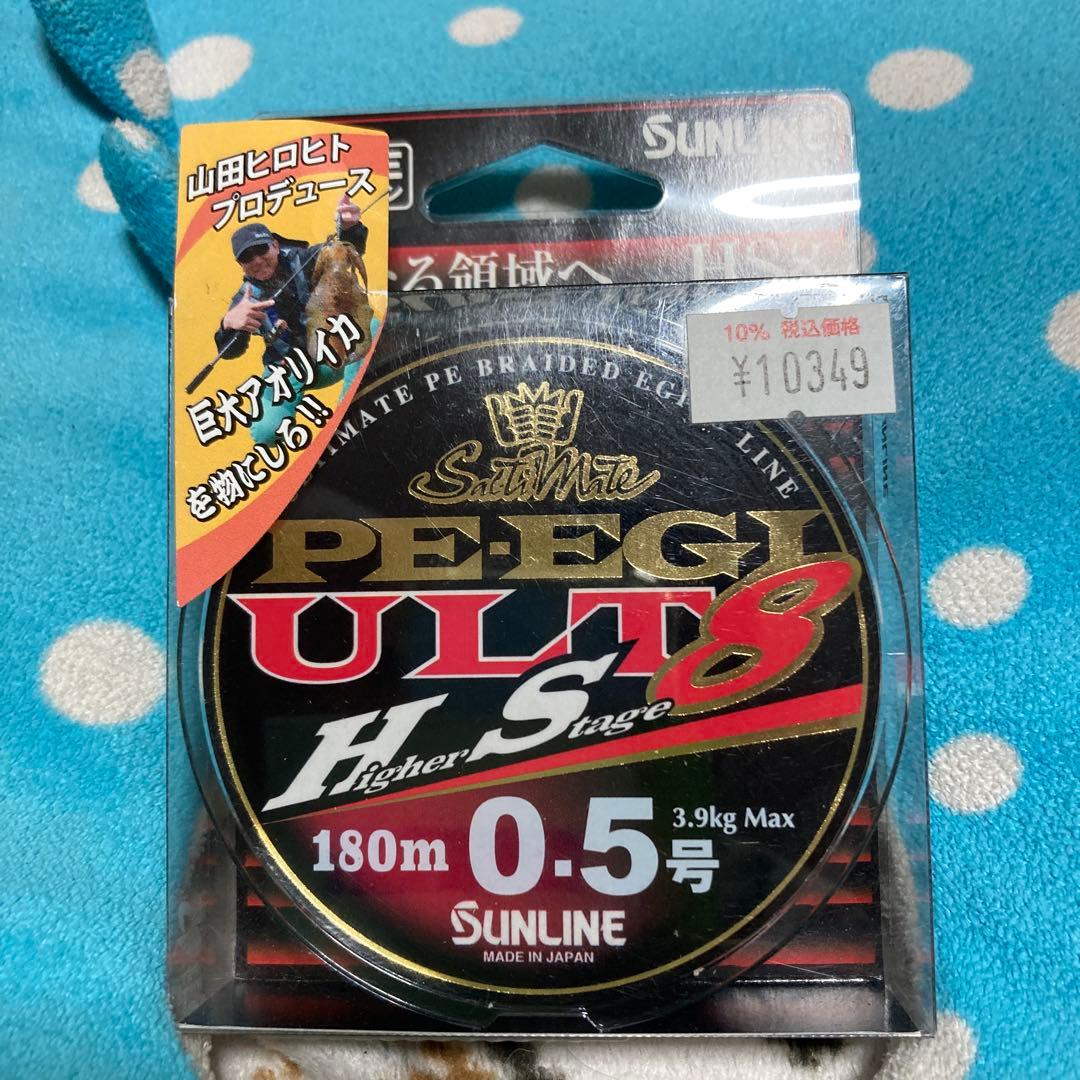 SUNLINE
山田ヒロヒト
プロデュース
なる領域へ
HS8
巨大アオリイカ
を物にしろ!!
10% 税込価格
¥10349
PE BRAIDED EGI
LINE
SaltiMate
PE-EGI
ULT8
Higher Stage
180m
0.5号
3.9kg Max
SUNLINE
MADE IN JAPAN